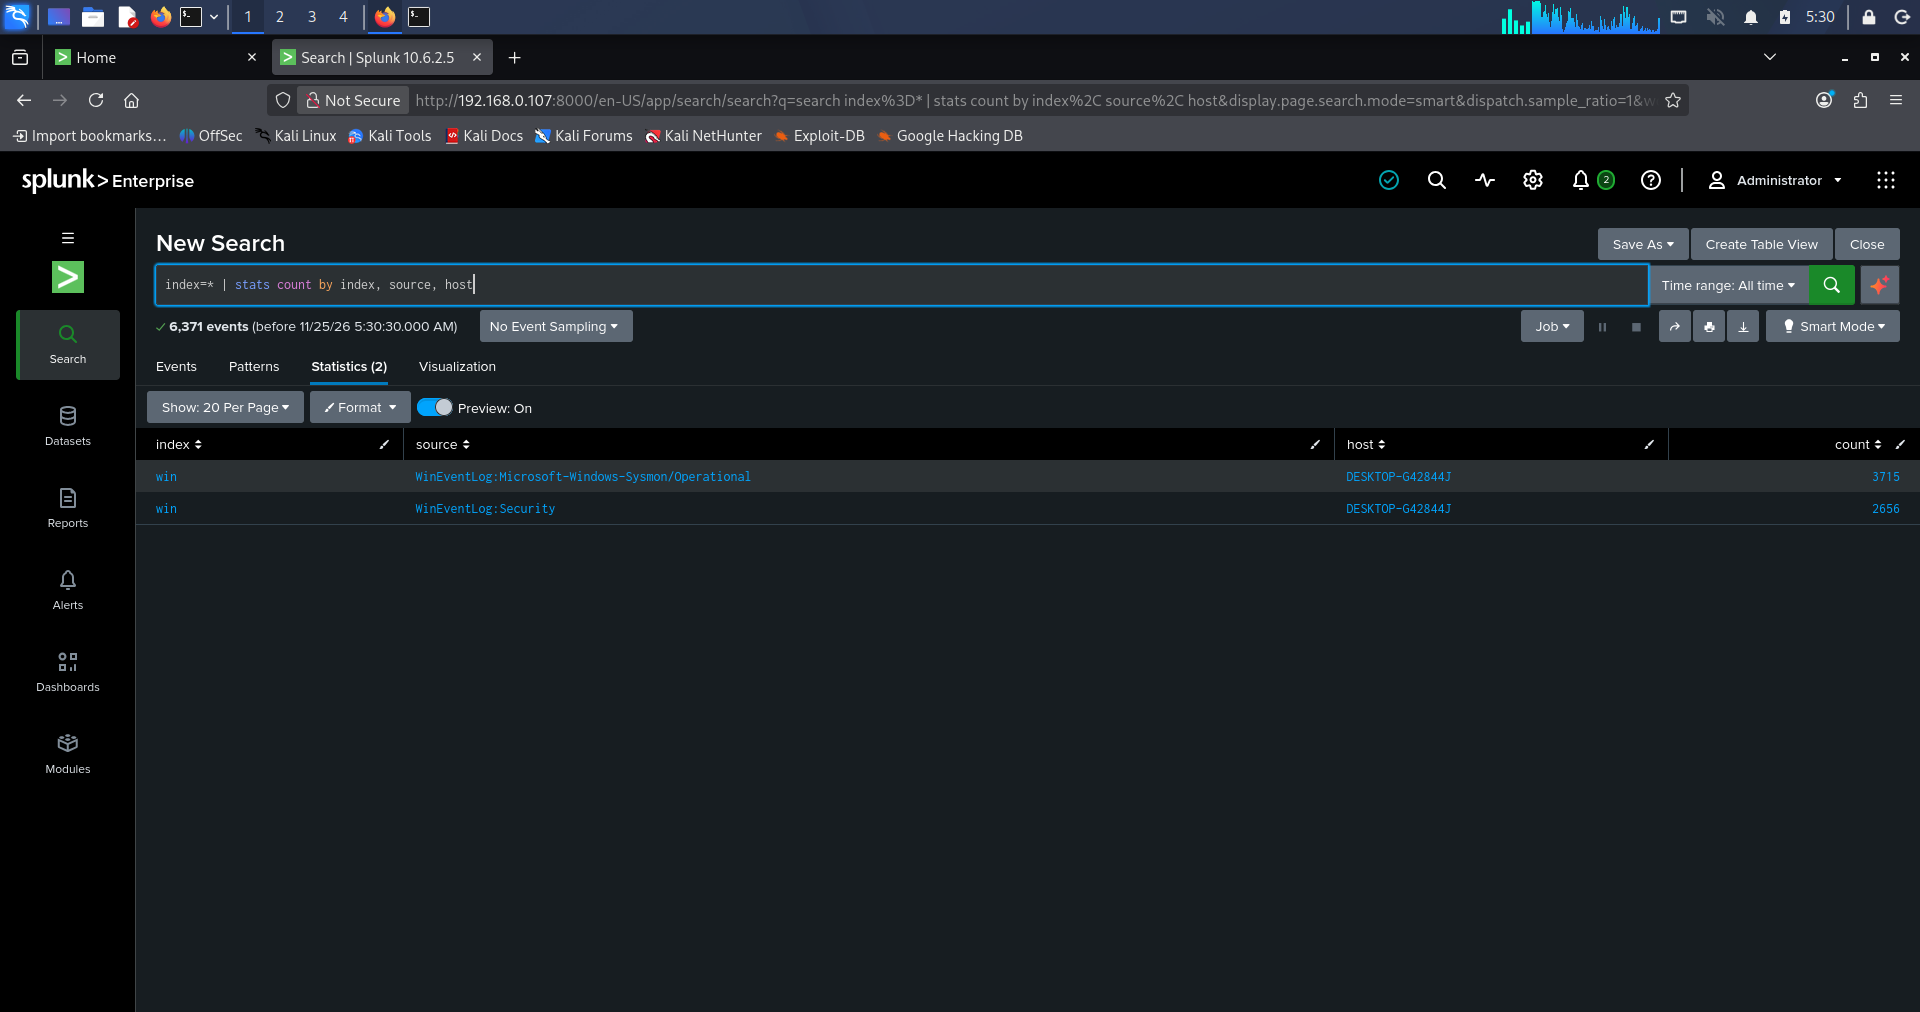 1 2 3 4 5:30
Home
Search | Splunk 10.6.2.5
Not Secure http://192.168.0.107:8000/en-US/app/search/search?q=search index%3D* | stats count by index%2C source%2C host&display.page.search.mode=smart&dispatch.sample_ratio=1&w
Import bookmarks… OffSec Kali Linux Kali Tools Kali Docs Kali Forums Kali NetHunter Exploit-DB Google Hacking DB
splunk>Enterprise 2 Administrator
New Search Save As Create Table View Close
index=* | stats count by index, source, host Time range: All time
6,371 events (before 11/25/26 5:30:30.000 AM) No Event Sampling Job Smart Mode
Events Patterns Statistics (2) Visualization
Show: 20 Per Page Format Preview: On
index source host count
win WinEventLog:Microsoft-Windows-Sysmon/Operational DESKTOP-G42844J 3715
win WinEventLog:Security DESKTOP-G42844J 2656
Search
Datasets
Reports
Alerts
Dashboards
Modules